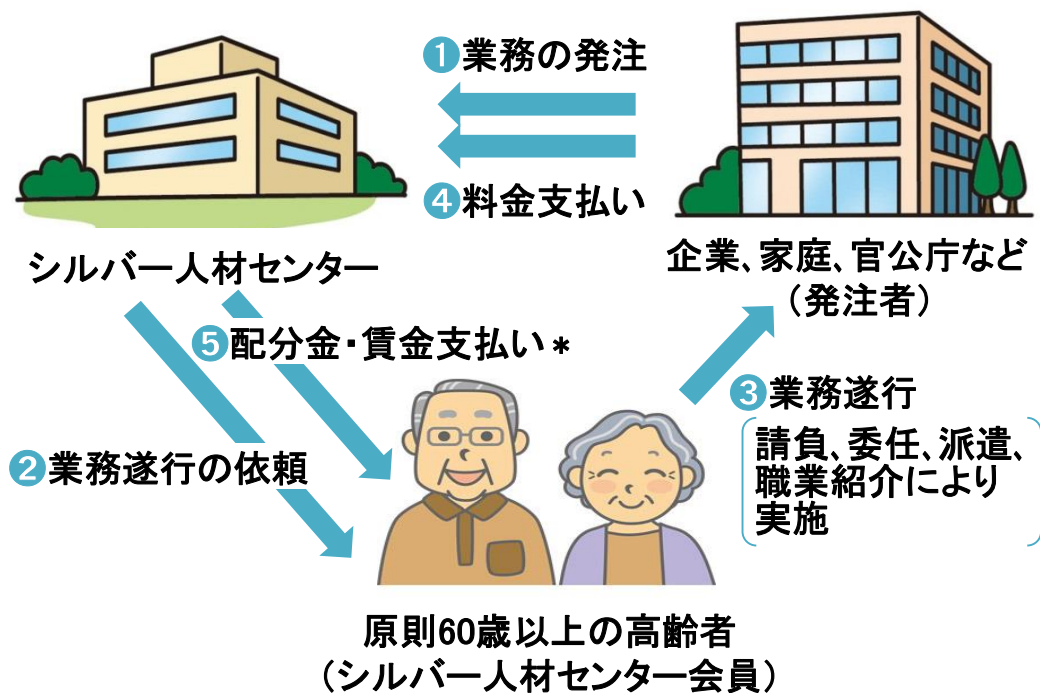 ❶業務の発注
❹料金支払い
シルバー人材センター
企業、家庭、官公庁など
（発注者）
❺配分金・賃金支払い＊
❷業務遂行の依頼
❸業務遂行
請負、委任、派遣、
職業紹介により
実施
原則60歳以上の高齢者
（シルバー人材センター会員）